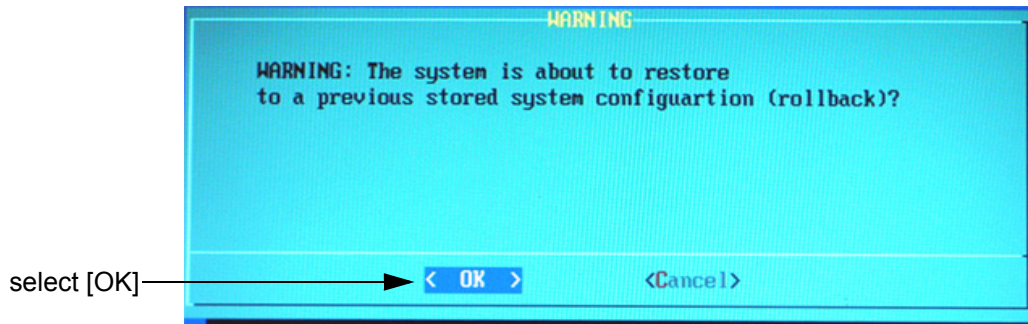 WARNING
WARNING: The system is about to restore
to a previous stored system configuartion (rollback)?
select [OK]
< OK > <Cancel>